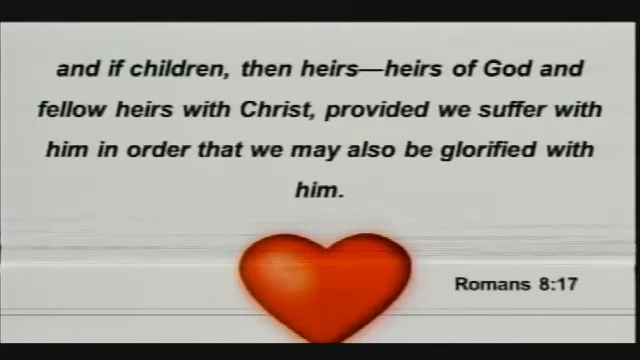 and if children, then heirs—heirs of God and
fellow heirs with Christ, provided we suffer with
him in order that we may also be glorified with
him.
Romans 8:17